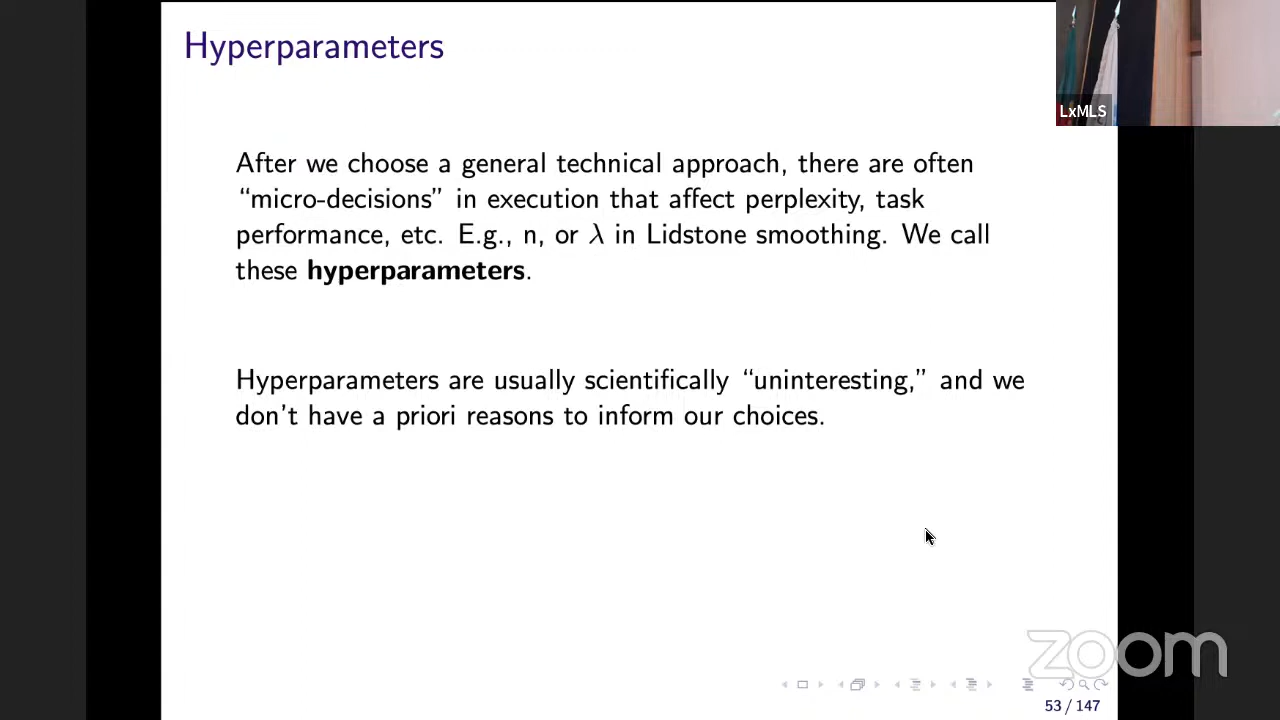 Hyperparameters
LxMLS
After we choose a general technical approach, there are often
“micro-decisions” in execution that affect perplexity, task
performance, etc. E.g., n, or λ in Lidstone smoothing. We call
these hyperparameters.
Hyperparameters are usually scientifically “uninteresting,” and we
don’t have a priori reasons to inform our choices.
zoom
53 / 147